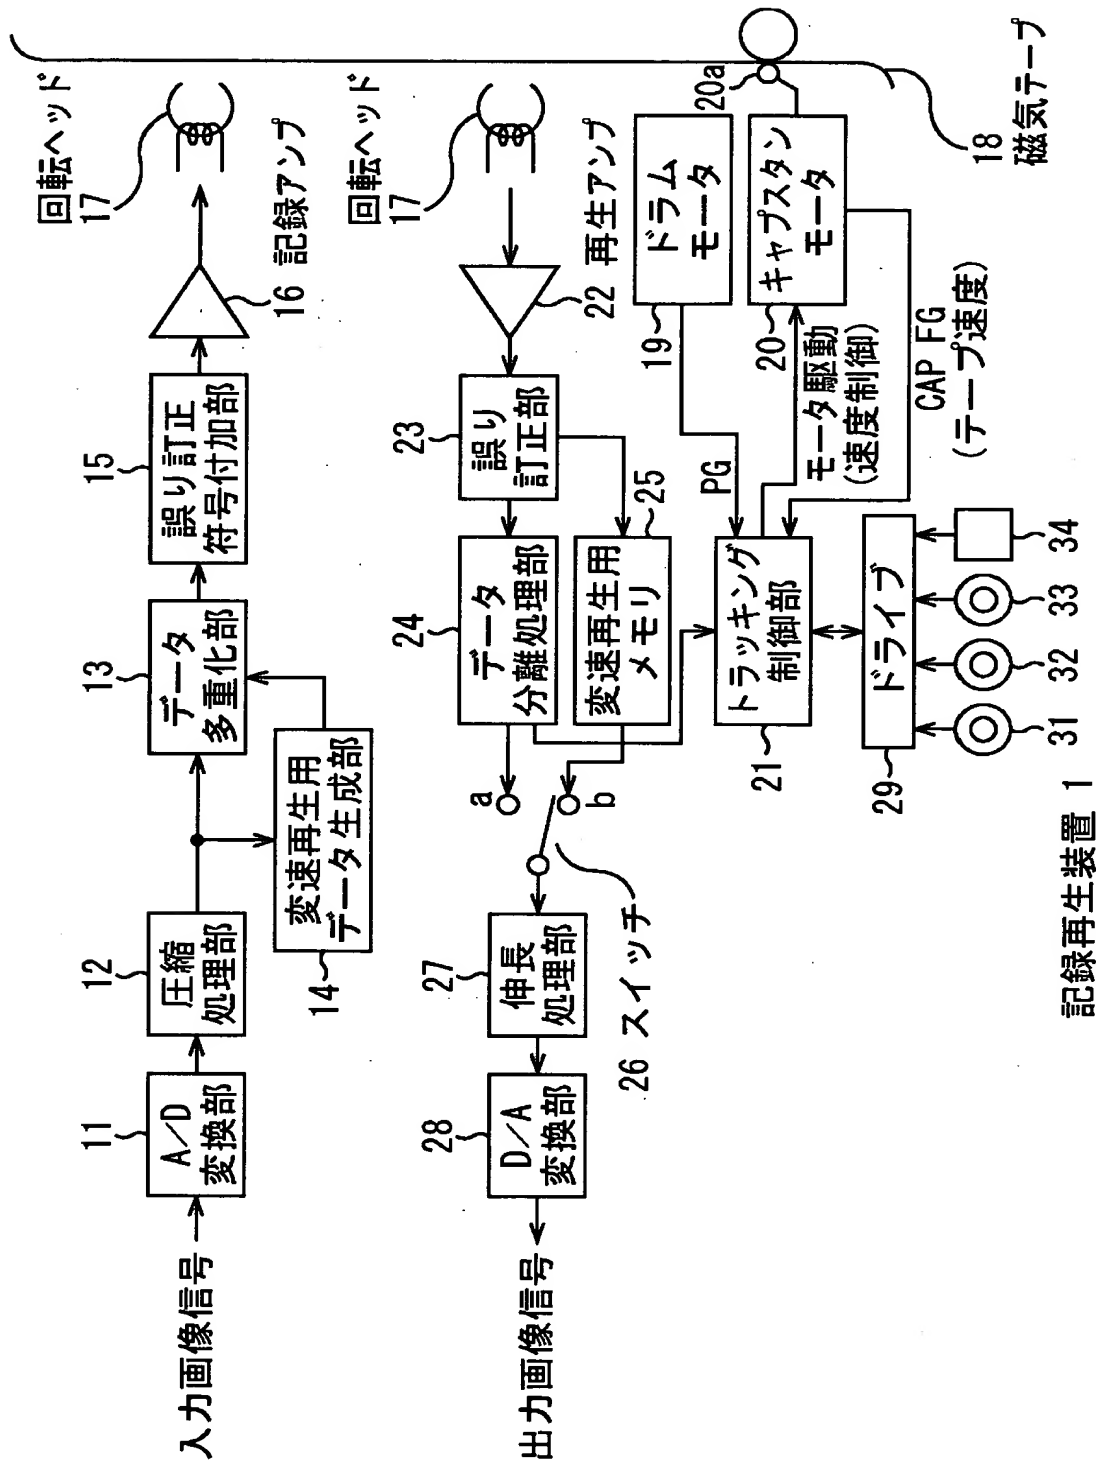 回転ヘッド
17
入力画像信号
11
A/D
変換部
12
圧縮
処理部
13
データ
多重化部
15
誤り訂正
符号付加部
16 記録アンプ
14
変速再生用
データ生成部
回転ヘッド
17
出力画像信号
28
D/A
変換部
27
伸長
処理部
26 スイッチ
a
b
24
データ
分離処理部
23
誤り
訂正部
22 再生アンプ
25
変速再生用
メモリ
19
ドラム
モータ
PG
21
トラッキング
制御部
モータ駆動
(速度制御)
20
キャプスタン
モータ
20a
CAP FG
(テープ速度)
29
ドライブ
31
32
33
34
18
磁気テープ
記録再生装置 1